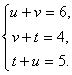 u + v = 6,
v + t = 4,
t + u = 5.